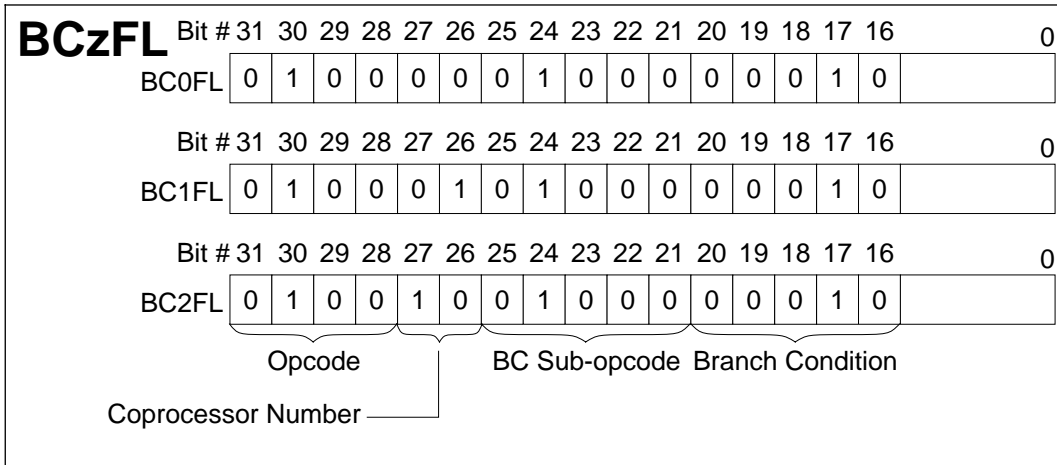 BCzFL Bit # 31 30 29 28 27 26 25 24 23 22 21 20 19 18 17 16 0
BC0FL 0 1 0 0 0 0 0 1 0 0 0 0 0 0 1 0
Bit # 31 30 29 28 27 26 25 24 23 22 21 20 19 18 17 16 0
BC1FL 0 1 0 0 0 1 0 1 0 0 0 0 0 0 1 0
Bit # 31 30 29 28 27 26 25 24 23 22 21 20 19 18 17 16 0
BC2FL 0 1 0 0 1 0 0 1 0 0 0 0 0 0 1 0
Opcode BC Sub-opcode Branch Condition
Coprocessor Number